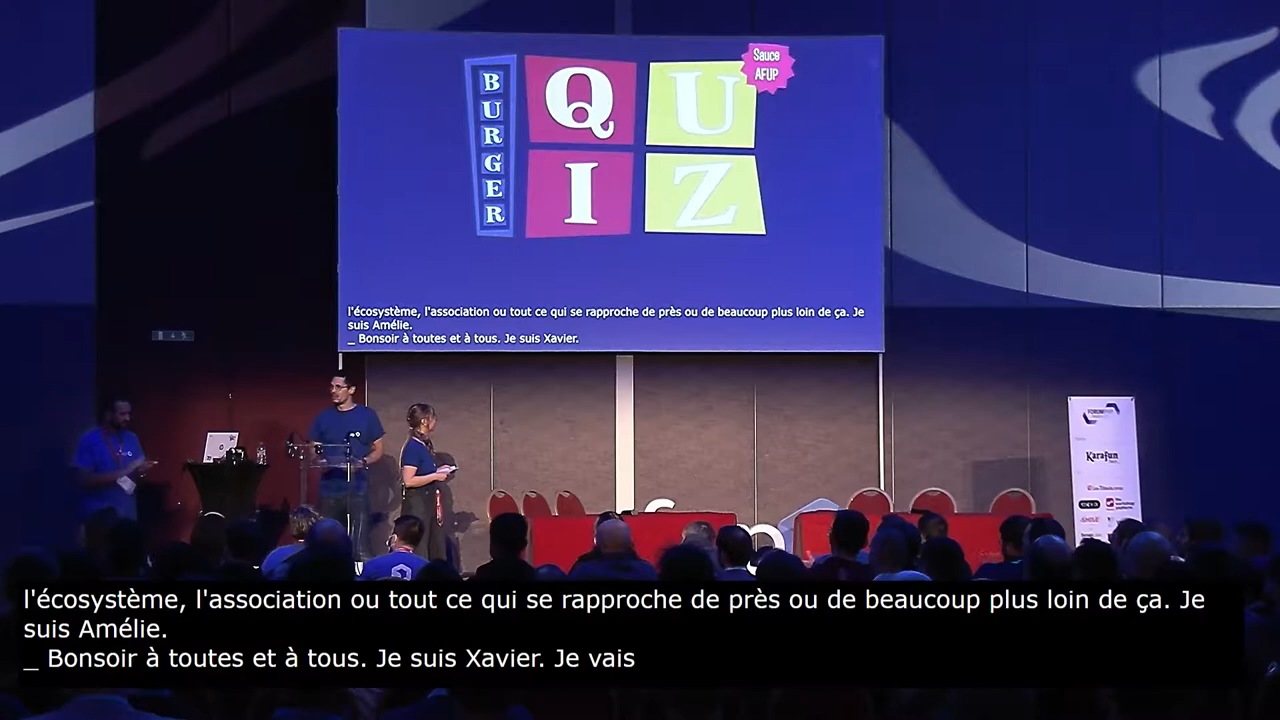 Sauce
AFUP
BURGER
QU
IZ
l'écosystème, l'association ou tout ce qui se rapproche de près ou de beaucoup plus loin de ça. Je
suis Amélie.
_ Bonsoir à toutes et à tous. Je suis Xavier.
FORUMPHP
Karafun
l'écosystème, l'association ou tout ce qui se rapproche de près ou de beaucoup plus loin de ça. Je
suis Amélie.
_ Bonsoir à toutes et à tous. Je suis Xavier. Je vais